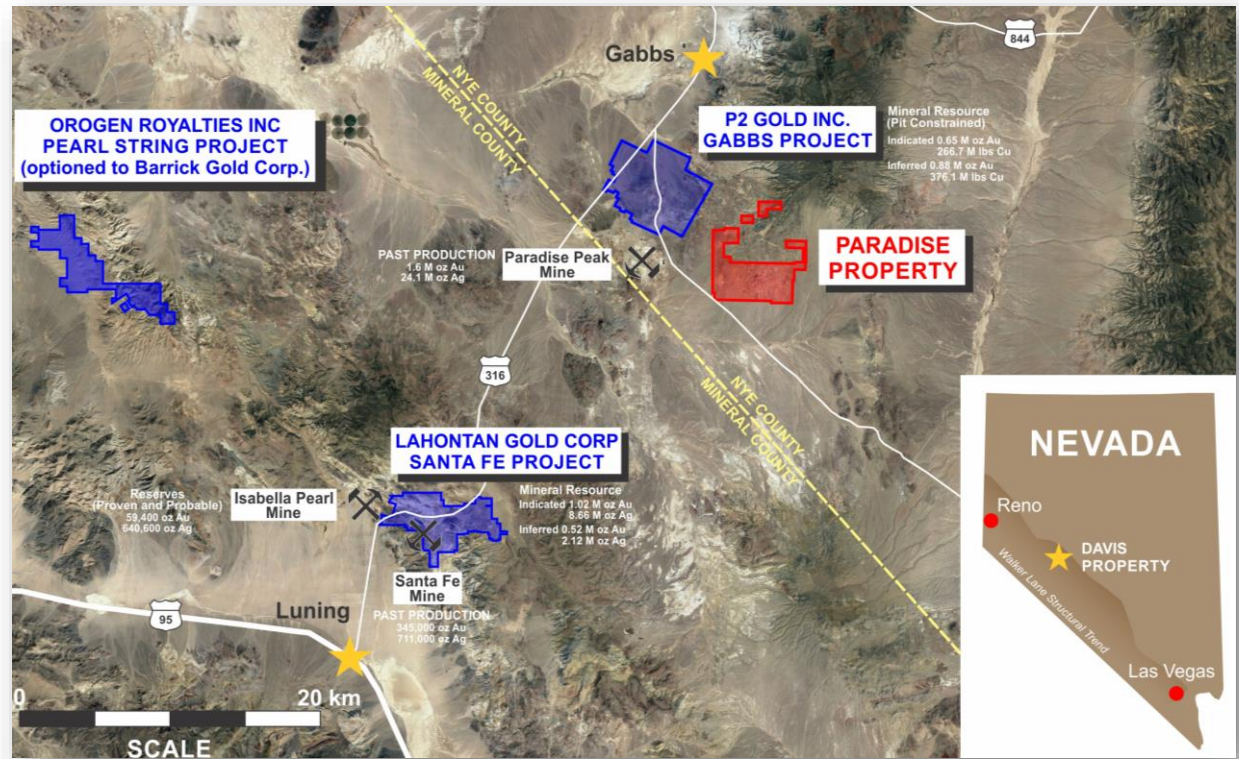 844
Gabbs
NYE COUNTY
MINERAL COUNTY
OROGEN ROYALTIES INC
PEARL STRING PROJECT
(optioned to Barrick Gold Corp.)
P2 GOLD INC.
GABBS PROJECT
Mineral Resource
(Pit Constrained)
Indicated 0.65 M oz Au
266.7 M lbs Cu
Inferred 0.88 M oz Au
376.1 M lbs Cu
PARADISE
PROPERTY
PAST PRODUCTION
1.6 M oz Au
24.1 M oz Ag
Paradise Peak
Mine
316
NYE COUNTY
MINERAL COUNTY
LAHONTAN GOLD CORP
SANTA FE PROJECT
Reserves
(Proven and Probable)
59,400 oz Au
640,600 oz Ag
Isabella Pearl
Mine
Mineral Resource
Indicated 1.02 M oz Au
8.66 M oz Ag
Inferred 0.52 M oz Au
2.12 M oz Ag
Santa Fe
Mine
PAST PRODUCTION
345,000 oz Au
711,000 oz Ag
Luning
95
0
20 km
SCALE
NEVADA
Reno
DAVIS
PROPERTY
Walker Lane Structural Trend
Las Vegas